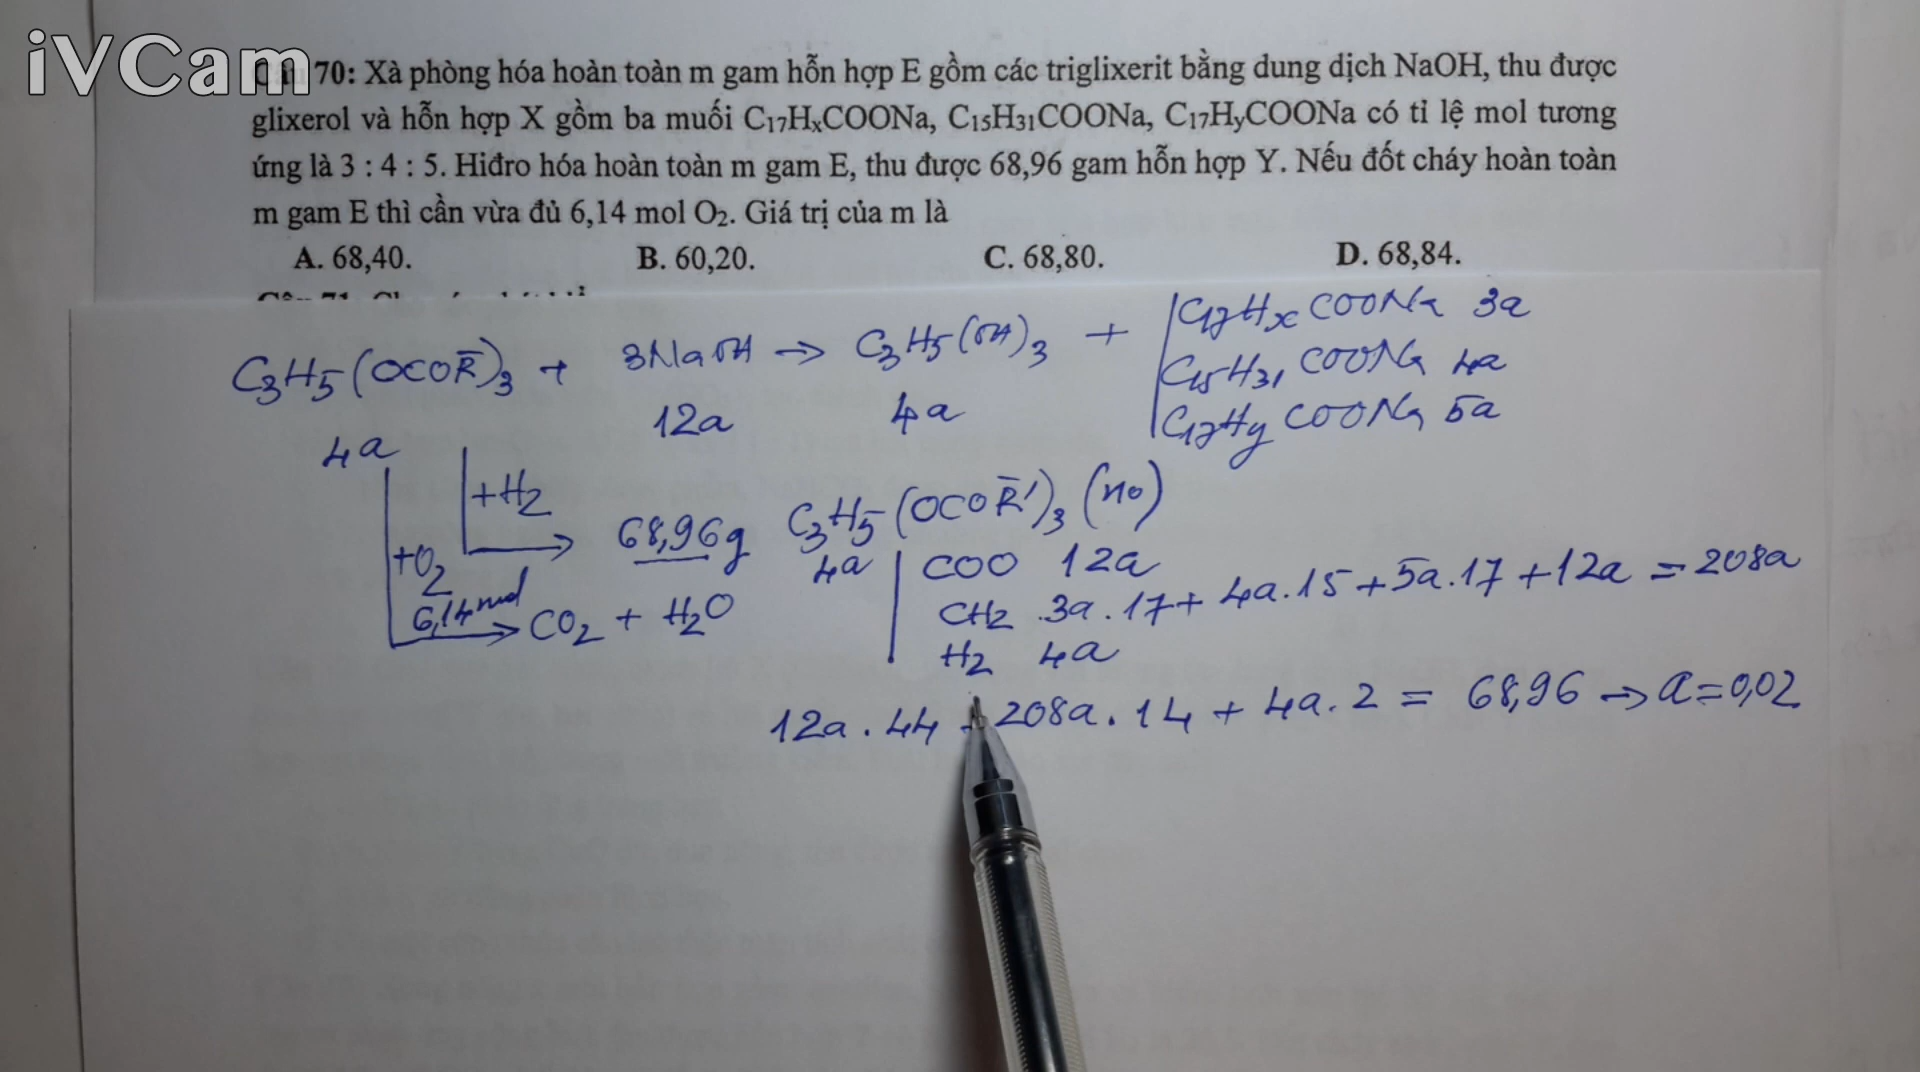 iVCam
70: Xà phòng hóa hoàn toàn m gam hỗn hợp E gồm các triglixerit bằng dung dịch NaOH, thu được
glixerol và hỗn hợp X gồm ba muối C₁₇HₓCOONa, C₁₅H₃₁COONa, C₁₇HᵧCOONa có tỉ lệ mol tương
ứng là 3 : 4 : 5. Hiđro hóa hoàn toàn m gam E, thu được 68,96 gam hỗn hợp Y. Nếu đốt cháy hoàn toàn
m gam E thì cần vừa đủ 6,14 mol O₂. Giá trị của m là
A. 68,40. B. 60,20. C. 68,80. D. 68,84.
C₃H₅(OCOR̄)₃ + 3NaOH → C₃H₅(OH)₃ + C₁₇HₓCOONa 3a
C₁₅H₃₁COONa 4a
C₁₇HᵧCOONa 5a
4a 12a 4a
+H₂ 68,96g C₃H₅(OCOR̄')₃ (no)
4a COO 12a
+O₂ 6,14mol CO₂ + H₂O
CH₂ 3a.17+4a.15+5a.17+12a=208a
H₂ 4a
12a.44 + 208a.14 + 4a.2 = 68,96 → a=0,02